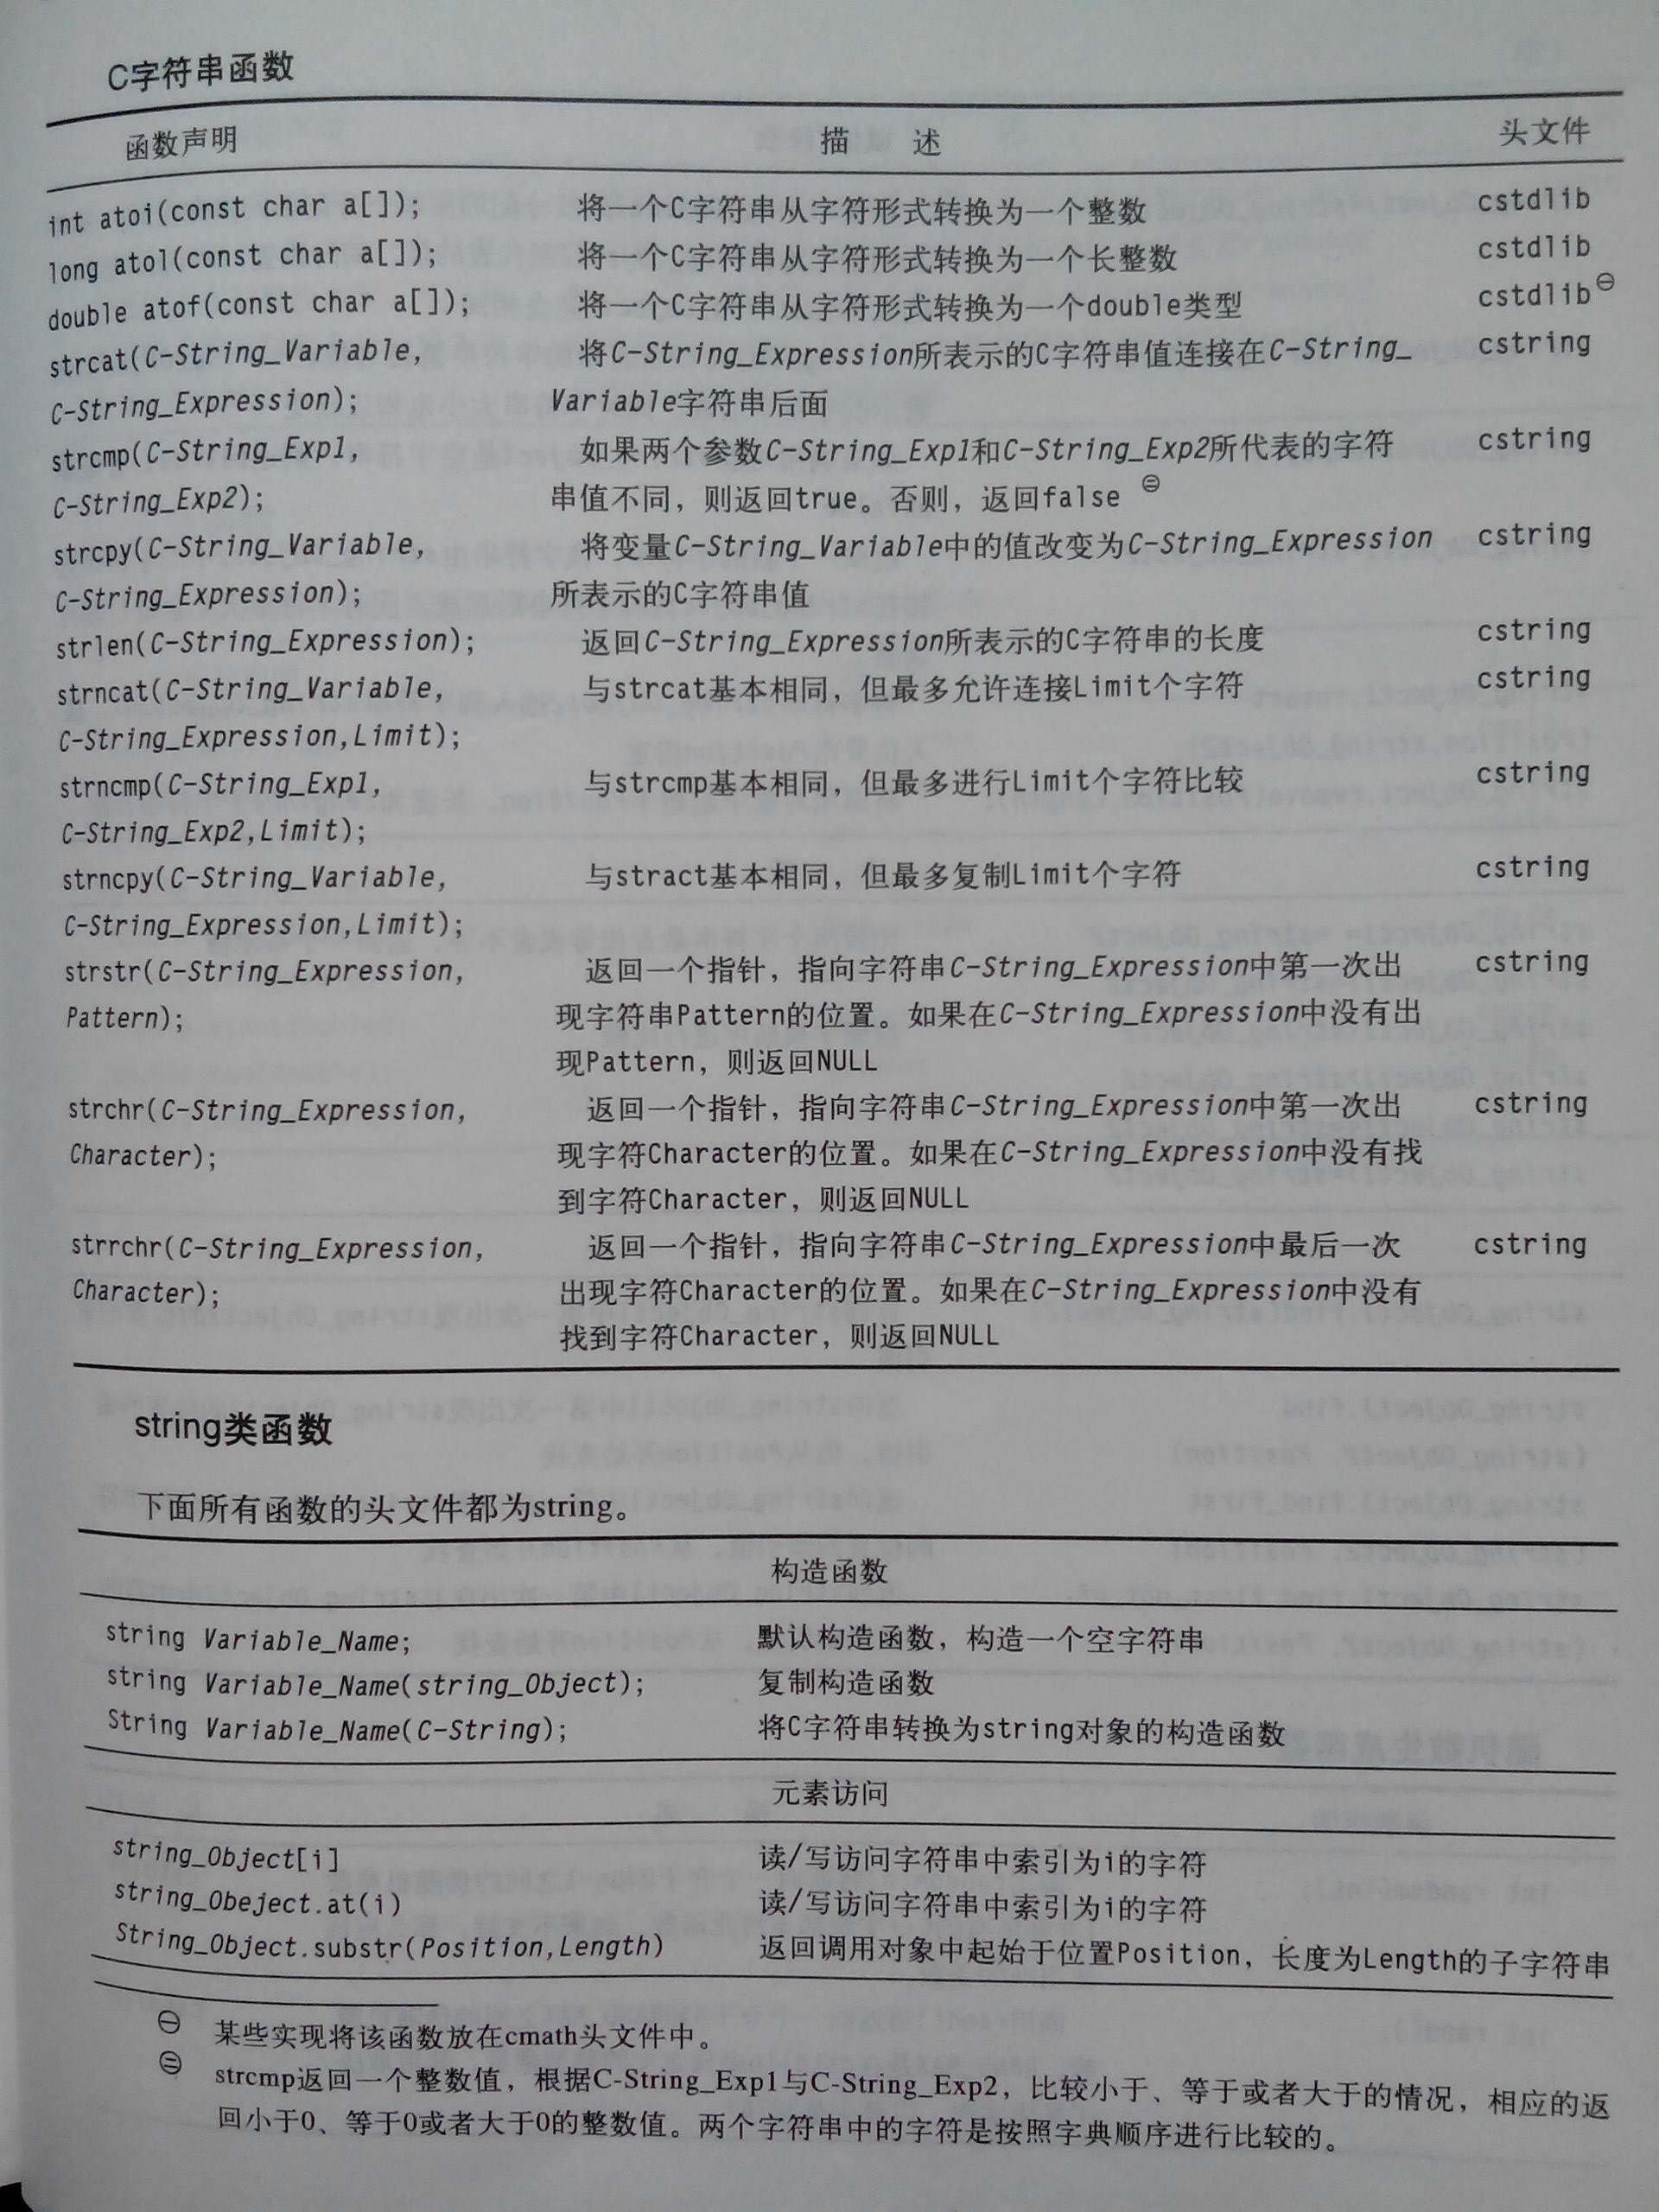 C字符串函数
函数声明 描 述 头文件
int atoi(const char a[]); 将一个C字符串从字符形式转换为一个整数 cstdlib
long atol(const char a[]); 将一个C字符串从字符形式转换为一个长整数 cstdlib
double atof(const char a[]); 将一个C字符串从字符形式转换为一个double类型 cstdlib㊀
strcat(C-String_Variable, 将C-String_Expression所表示的C字符串值连接在C-String_ cstring
C-String_Expression); Variable字符串后面
strcmp(C-String_Exp1, 如果两个参数C-String_Exp1和C-String_Exp2所代表的字符 cstring
C-String_Exp2); 串值不同，则返回true。否则，返回false ㊁
strcpy(C-String_Variable, 将变量C-String_Variable中的值改变为C-String_Expression cstring
C-String_Expression); 所表示的C字符串值
strlen(C-String_Expression); 返回C-String_Expression所表示的C字符串的长度 cstring
strncat(C-String_Variable, 与strcat基本相同，但最多允许连接Limit个字符 cstring
C-String_Expression,Limit);
strncmp(C-String_Exp1, 与strcmp基本相同，但最多进行Limit个字符比较 cstring
C-String_Exp2,Limit);
strncpy(C-String_Variable, 与stract基本相同，但最多复制Limit个字符 cstring
C-String_Expression,Limit);
strstr(C-String_Expression, 返回一个指针，指向字符串C-String_Expression中第一次出 cstring
Pattern); 现字符串Pattern的位置。如果在C-String_Expression中没有出
现Pattern，则返回NULL
strchr(C-String_Expression, 返回一个指针，指向字符串C-String_Expression中第一次出 cstring
Character); 现字符Character的位置。如果在C-String_Expression中没有找
到字符Character，则返回NULL
strrchr(C-String_Expression, 返回一个指针，指向字符串C-String_Expression中最后一次 cstring
Character); 出现字符Character的位置。如果在C-String_Expression中没有
找到字符Character，则返回NULL
string类函数
下面所有函数的头文件都为string。
构造函数
string Variable_Name; 默认构造函数，构造一个空字符串
string Variable_Name(string_Object); 复制构造函数
String Variable_Name(C-String); 将C字符串转换为string对象的构造函数
元素访问
string_Object[i] 读/写访问字符串中索引为i的字符
string_Obeject.at(i) 读/写访问字符串中索引为i的字符
String_Object.substr(Position,Length) 返回调用对象中起始于位置Position，长度为Length的子字符串
㊀ 某些实现将该函数放在cmath头文件中。
㊁ strcmp返回一个整数值，根据C-String_Exp1与C-String_Exp2，比较小于、等于或者大于的情况，相应的返
回小于0、等于0或者大于0的整数值。两个字符串中的字符是按照字典顺序进行比较的。